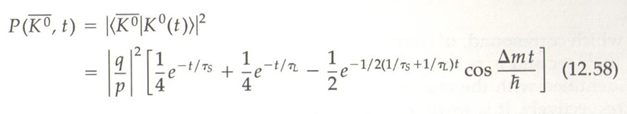 P(K̅⁰, t) = |⟨K̅⁰|K⁰(t)⟩|²
= |q/p|² [1/4 e^(-t/τ_S) + 1/4 e^(-t/τ_L) − 1/2 e^(-1/2(1/τ_S+1/τ_L)t) cos Δmt/ħ] (12.58)